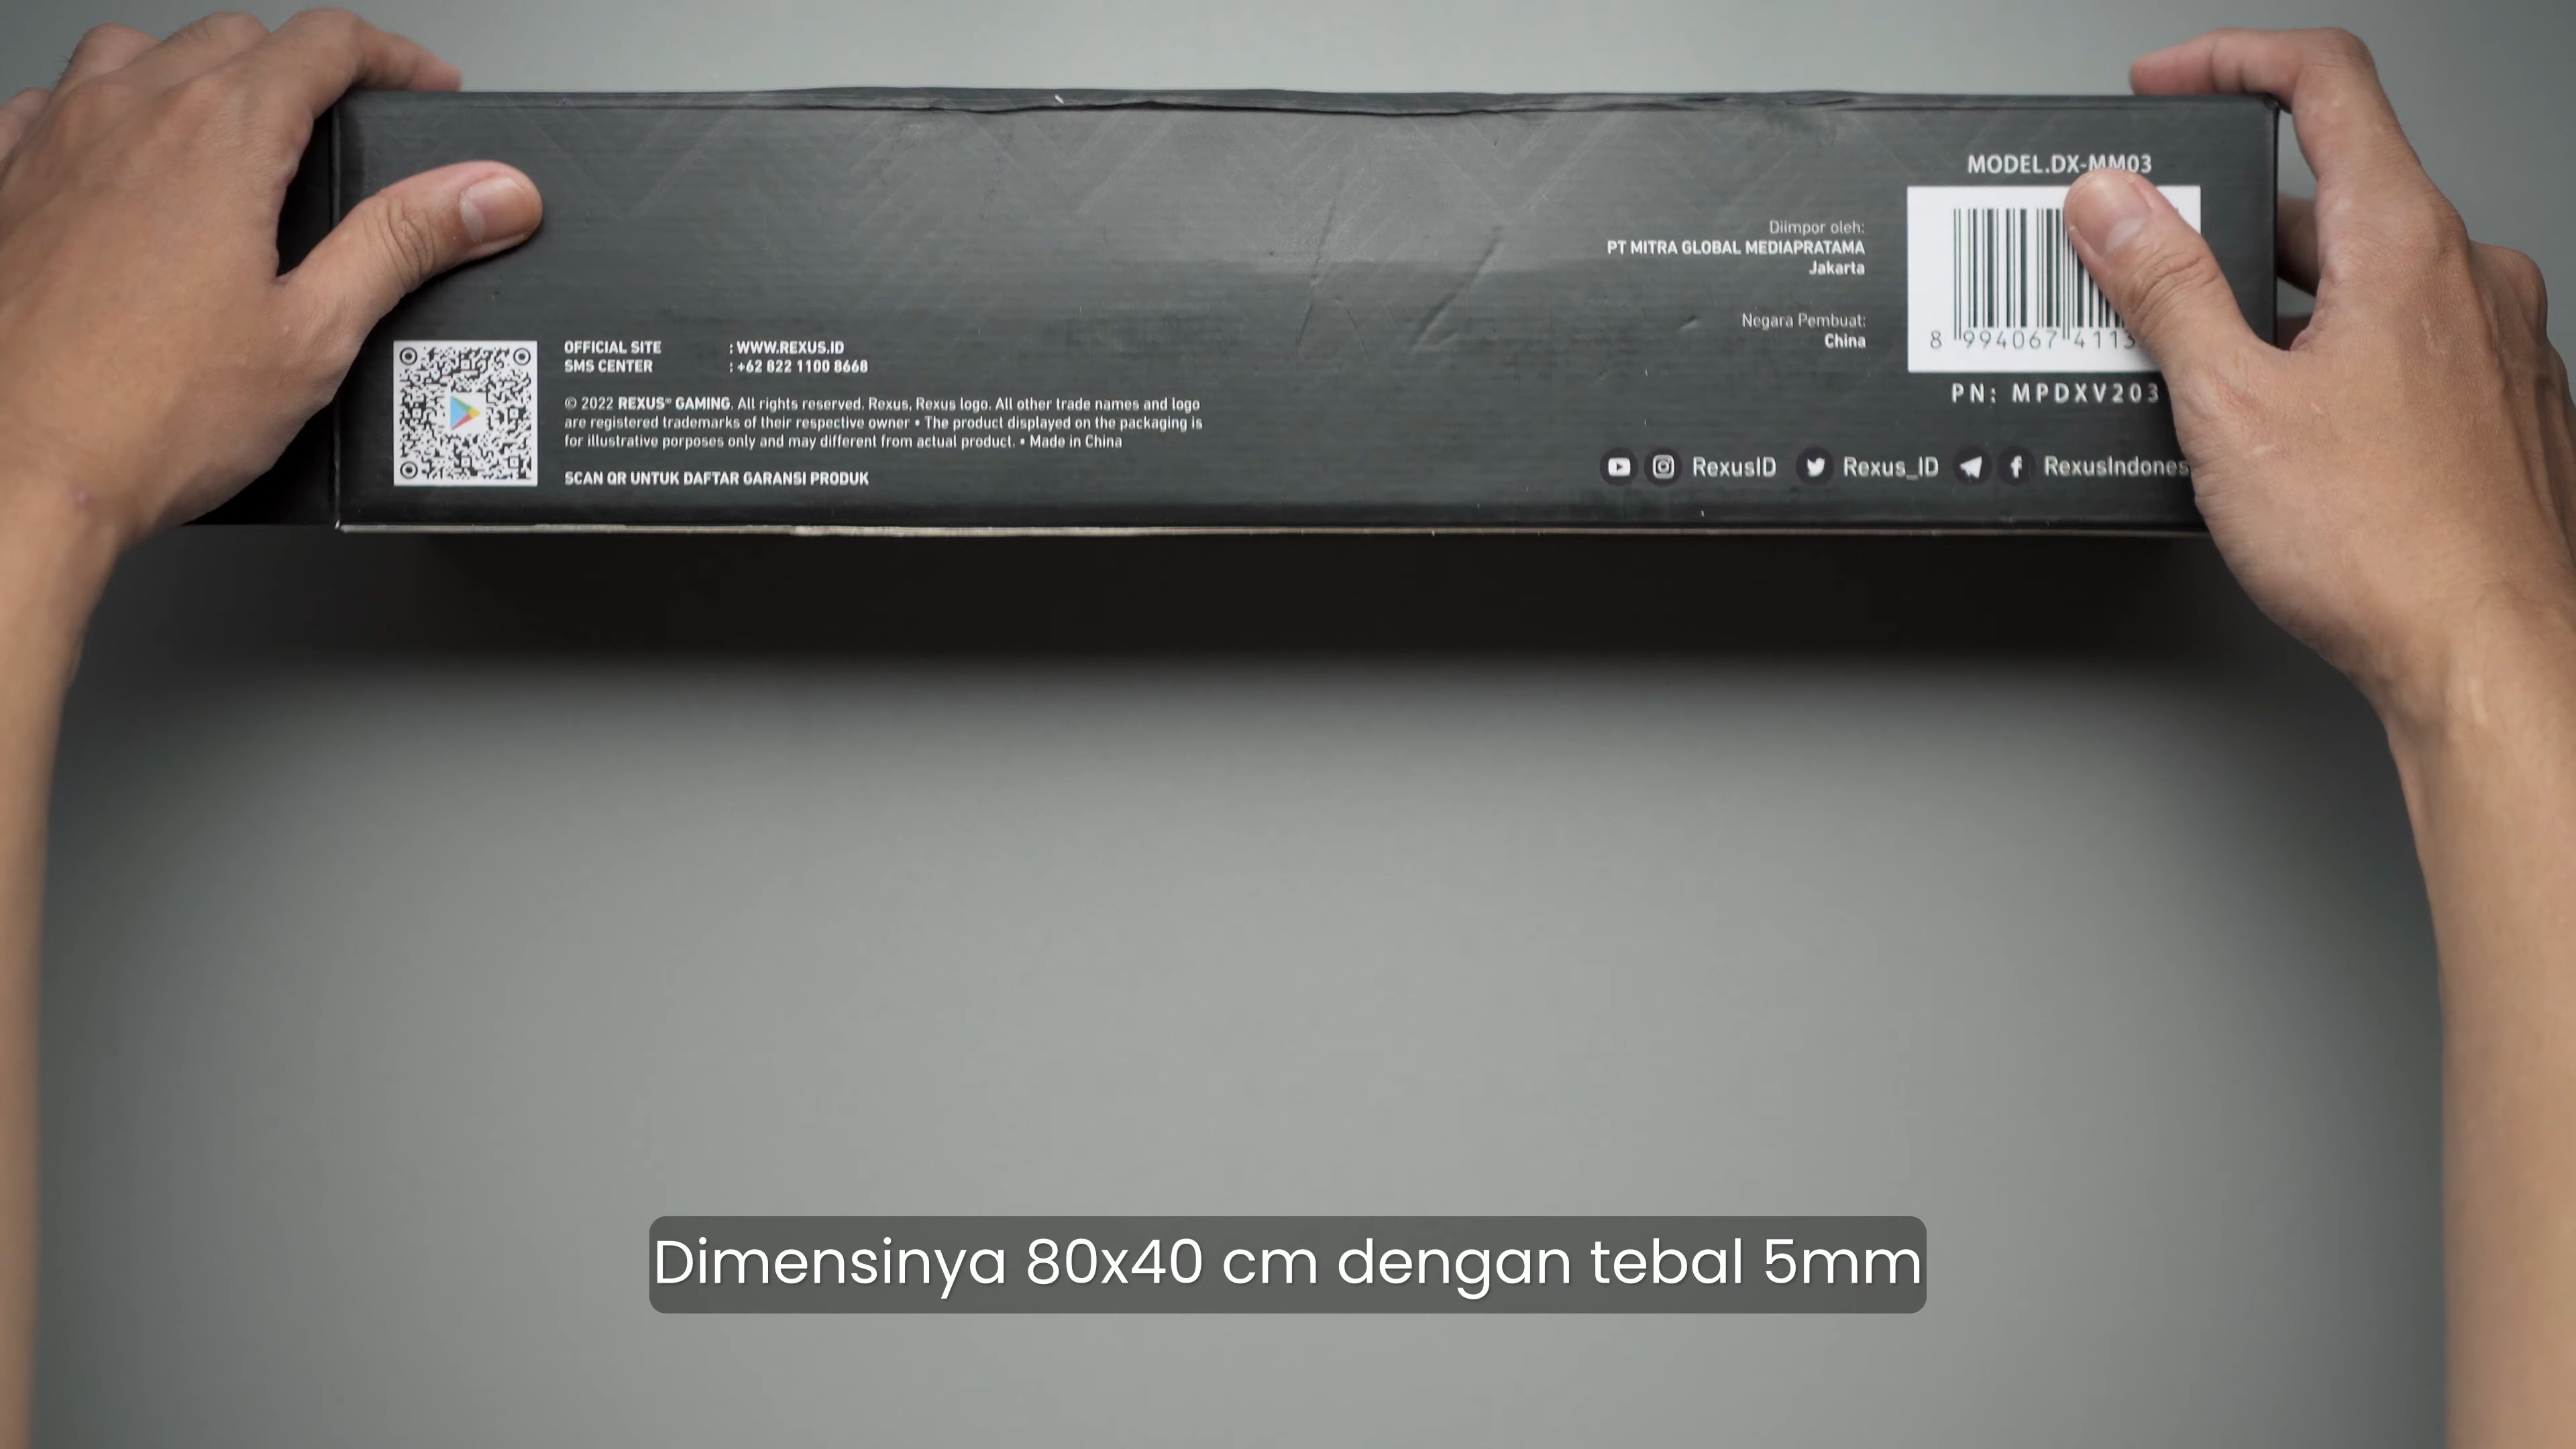 MODEL.DX-MM03
Diimpor oleh:
PT MITRA GLOBAL MEDIAPRATAMA
Jakarta
Negara Pembuat:
China
8 994067 4113
PN: MPDXV203
OFFICIAL SITE : WWW.REXUS.ID
SMS CENTER : +62 822 1100 8668
© 2022 REXUS® GAMING. All rights reserved. Rexus, Rexus logo. All other trade names and logo
are registered trademarks of their respective owner • The product displayed on the packaging is
for illustrative porposes only and may different from actual product. • Made in China
SCAN QR UNTUK DAFTAR GARANSI PRODUK
RexusID Rexus_ID RexusIndones
Dimensinya 80x40 cm dengan tebal 5mm